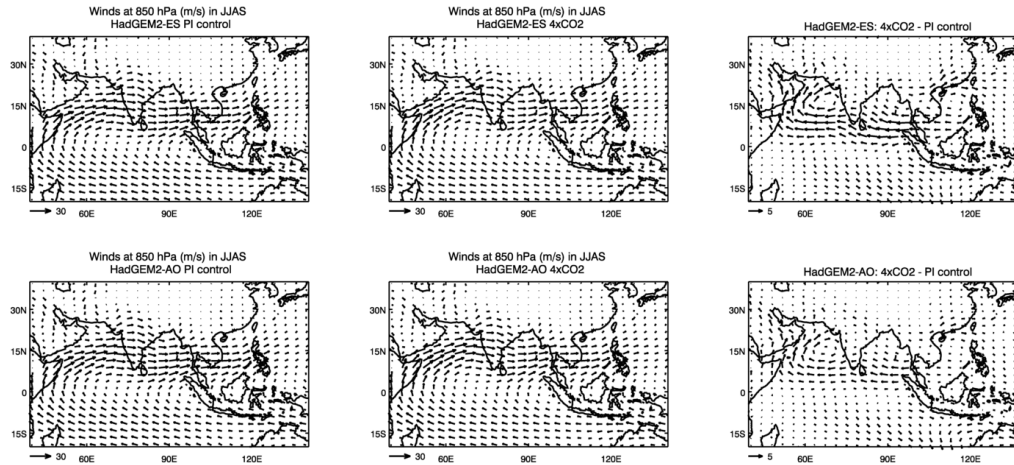 Winds at 850 hPa (m/s) in JJAS
HadGEM2-ES PI control
30N
15N
0
15S
30
60E
90E
120E
Winds at 850 hPa (m/s) in JJAS
HadGEM2-ES 4xCO2
30N
15N
0
15S
30
60E
90E
120E
HadGEM2-ES: 4xCO2 - PI control
30N
15N
0
15S
5
60E
90E
120E
Winds at 850 hPa (m/s) in JJAS
HadGEM2-AO PI control
30N
15N
0
15S
30
60E
90E
120E
Winds at 850 hPa (m/s) in JJAS
HadGEM2-AO 4xCO2
30N
15N
0
15S
30
60E
90E
120E
HadGEM2-AO: 4xCO2 - PI control
30N
15N
0
15S
5
60E
90E
120E